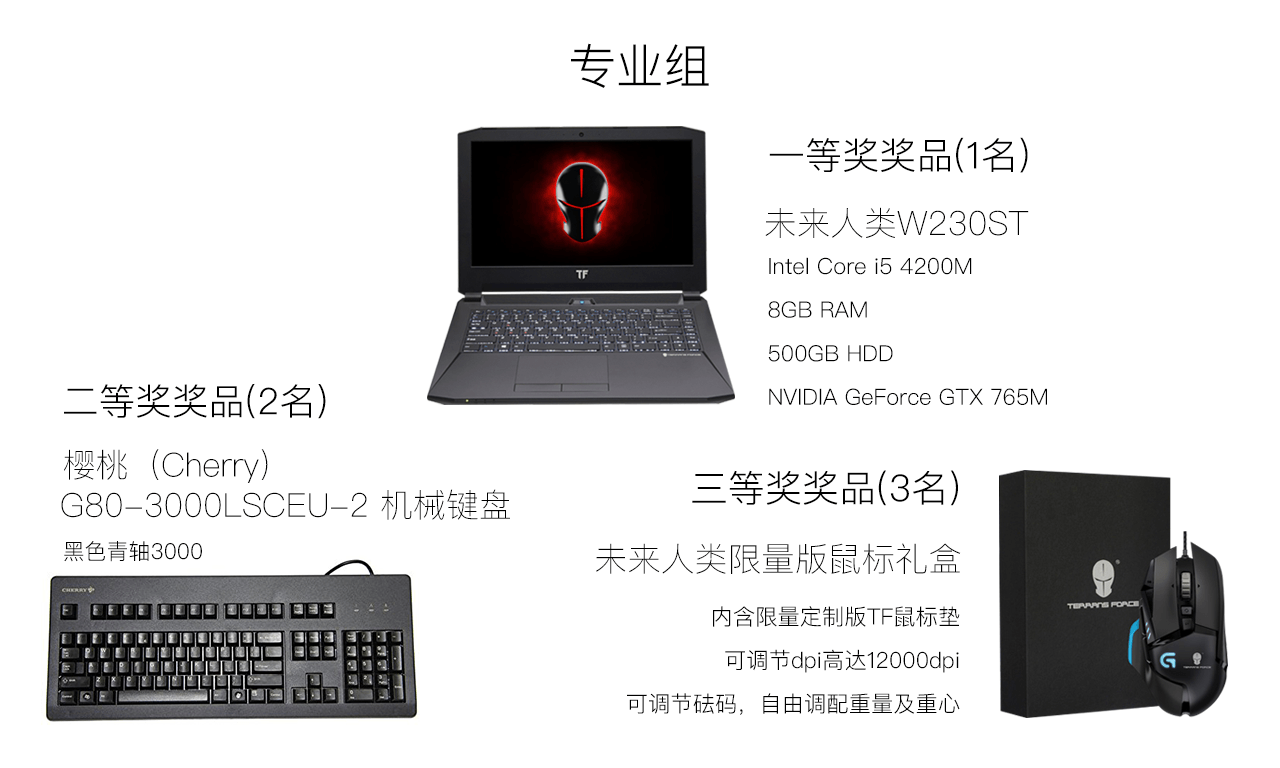 专业组
一等奖奖品(1名)
未来人类W230ST
Intel Core i5 4200M
8GB RAM
500GB HDD
NVIDIA GeForce GTX 765M
TF
二等奖奖品(2名)
樱桃（Cherry）
G80-3000LSCEU-2 机械键盘
黑色青轴3000
CHERRY
三等奖奖品(3名)
未来人类限量版鼠标礼盒
内含限量定制版TF鼠标垫
可调节dpi高达12000dpi
可调节砝码，自由调配重量及重心
TERRANS FORCE